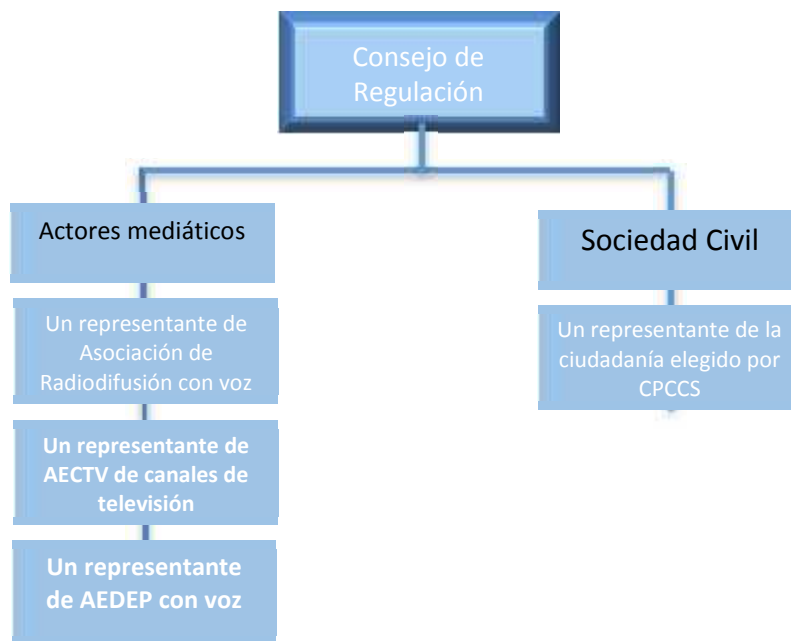 Consejo de
Regulación
Actores mediáticos
Un representante de
Asociación de
Radiodifusión con voz
Un representante de
AECTV de canales de
televisión
Un representante
de AEDEP con voz
Sociedad Civil
Un representante de la
ciudadanía elegido por
CPCCS